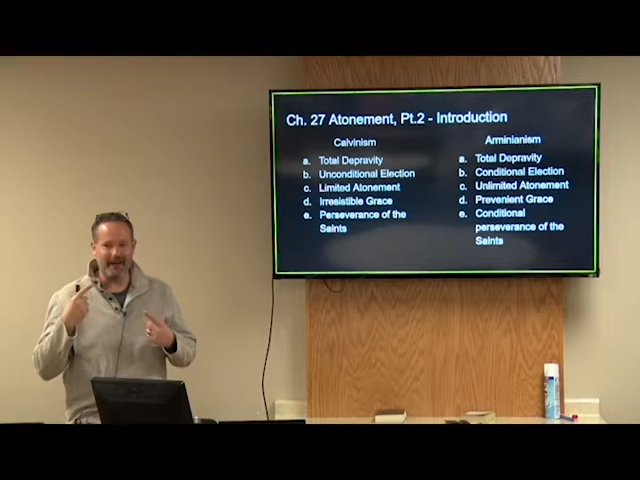 Ch. 27 Atonement, Pt.2 - Introduction
Calvinism
a. Total Depravity
b. Unconditional Election
c. Limited Atonement
d. Irresistible Grace
e. Perseverance of the
Saints
Arminianism
a. Total Depravity
b. Conditional Election
c. Unlimited Atonement
d. Prevenient Grace
e. Conditional
perseverance of the
Saints